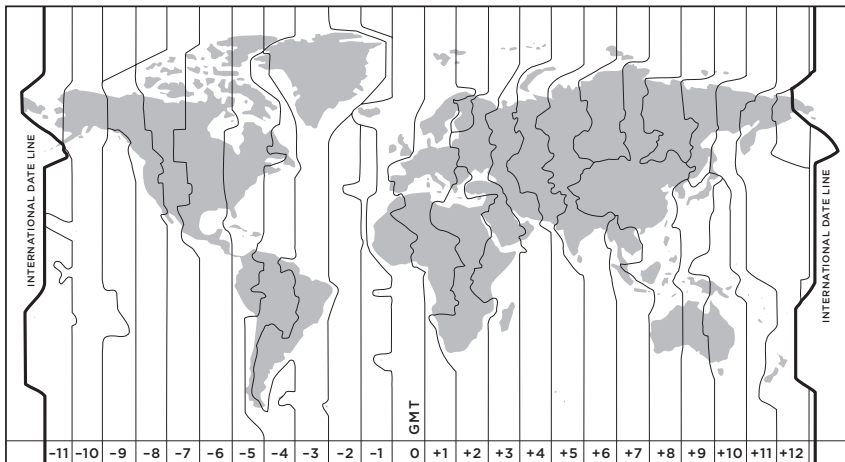 INTERNATIONAL DATE LINE
INTERNATIONAL DATE LINE
GMT
-11 -10 -9 -8 -7 -6 -5 -4 -3 -2 -1 0 +1 +2 +3 +4 +5 +6 +7 +8 +9 +10 +11 +12